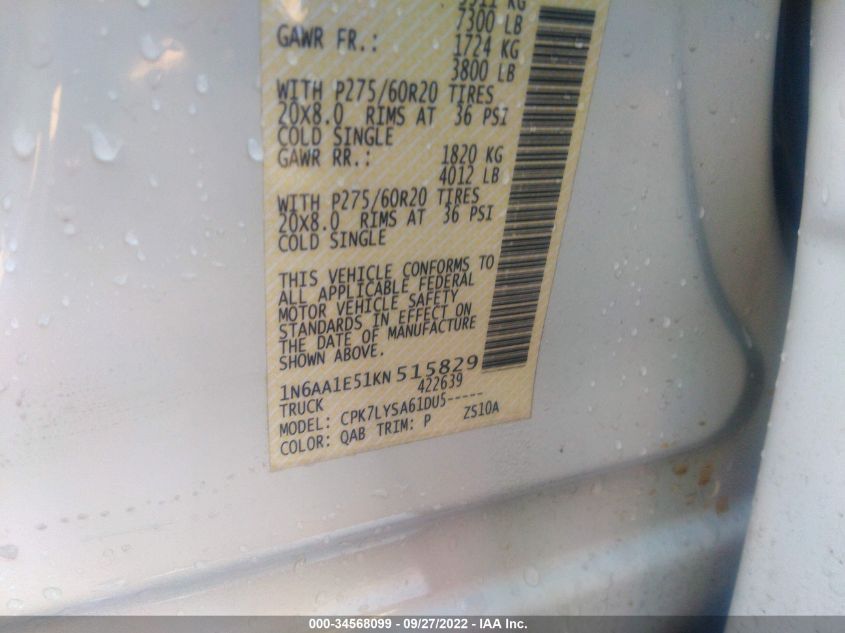 7300 LB
GAWR FR.: 1724 KG
3800 LB
WITH P275/60R20 TIRES
20X8.0 RIMS AT 36 PSI
COLD SINGLE
GAWR RR.: 1820 KG
4012 LB
WITH P275/60R20 TIRES
20X8.0 RIMS AT 36 PSI
COLD SINGLE
THIS VEHICLE CONFORMS TO
ALL APPLICABLE FEDERAL
MOTOR VEHICLE SAFETY
STANDARDS IN EFFECT ON
THE DATE OF MANUFACTURE
SHOWN ABOVE.
1N6AA1E51KN 515829
TRUCK 422639
MODEL: CPK7LYSA61DU5-----
COLOR: QAB TRIM: P ZS10A
000-34568099 - 09/27/2022 - IAA Inc.